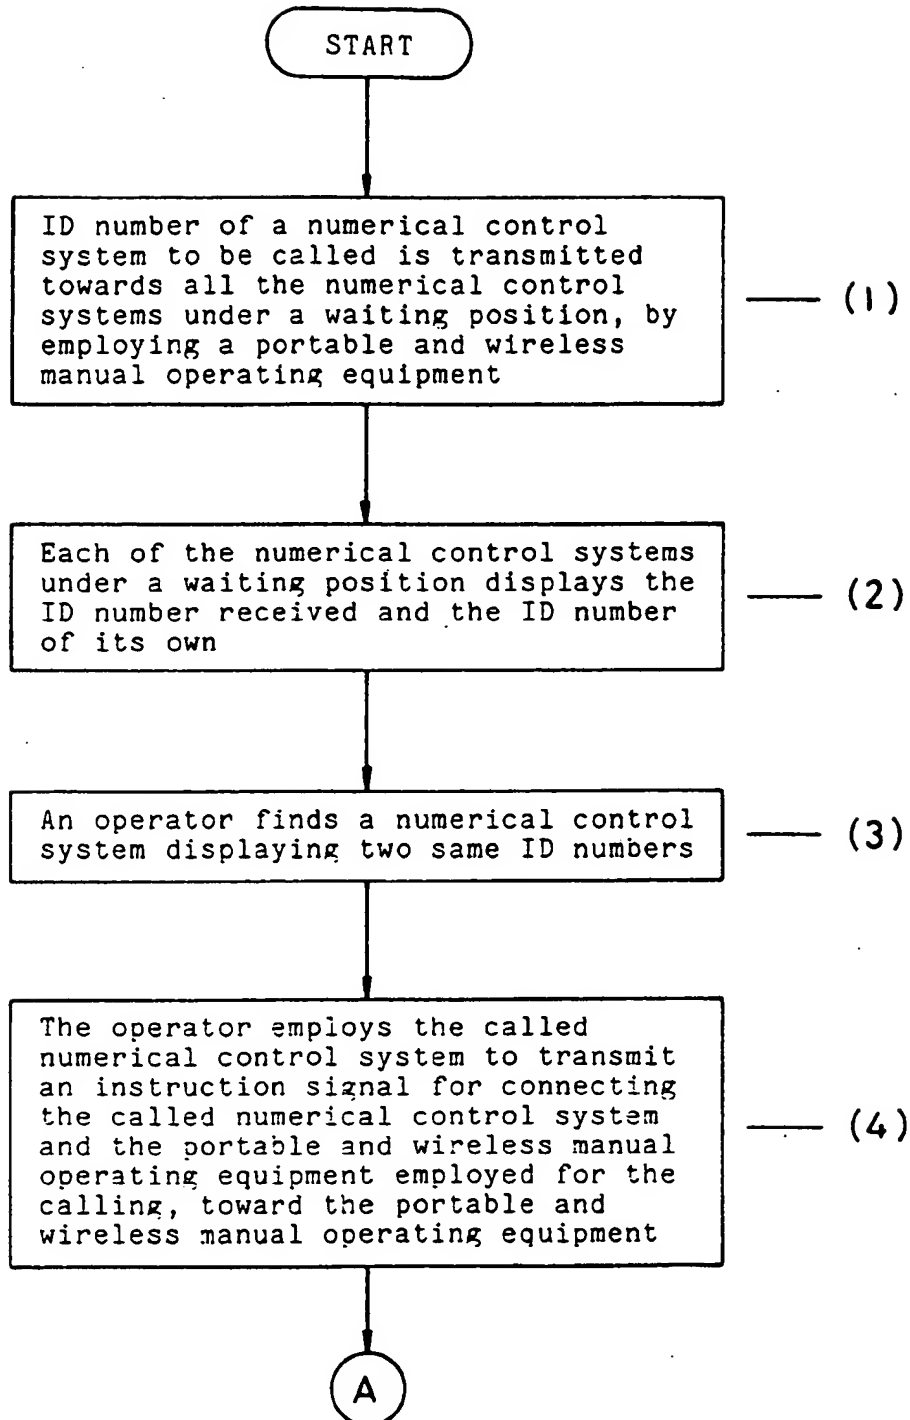 START
ID number of a numerical control
system to be called is transmitted
towards all the numerical control
systems under a waiting position, by
employing a portable and wireless
manual operating equipment
(1)
Each of the numerical control systems
under a waiting position displays the
ID number received and the ID number
of its own
(2)
An operator finds a numerical control
system displaying two same ID numbers
(3)
The operator employs the called
numerical control system to transmit
an instruction signal for connecting
the called numerical control system
and the portable and wireless manual
operating equipment employed for the
calling, toward the portable and
wireless manual operating equipment
(4)
A